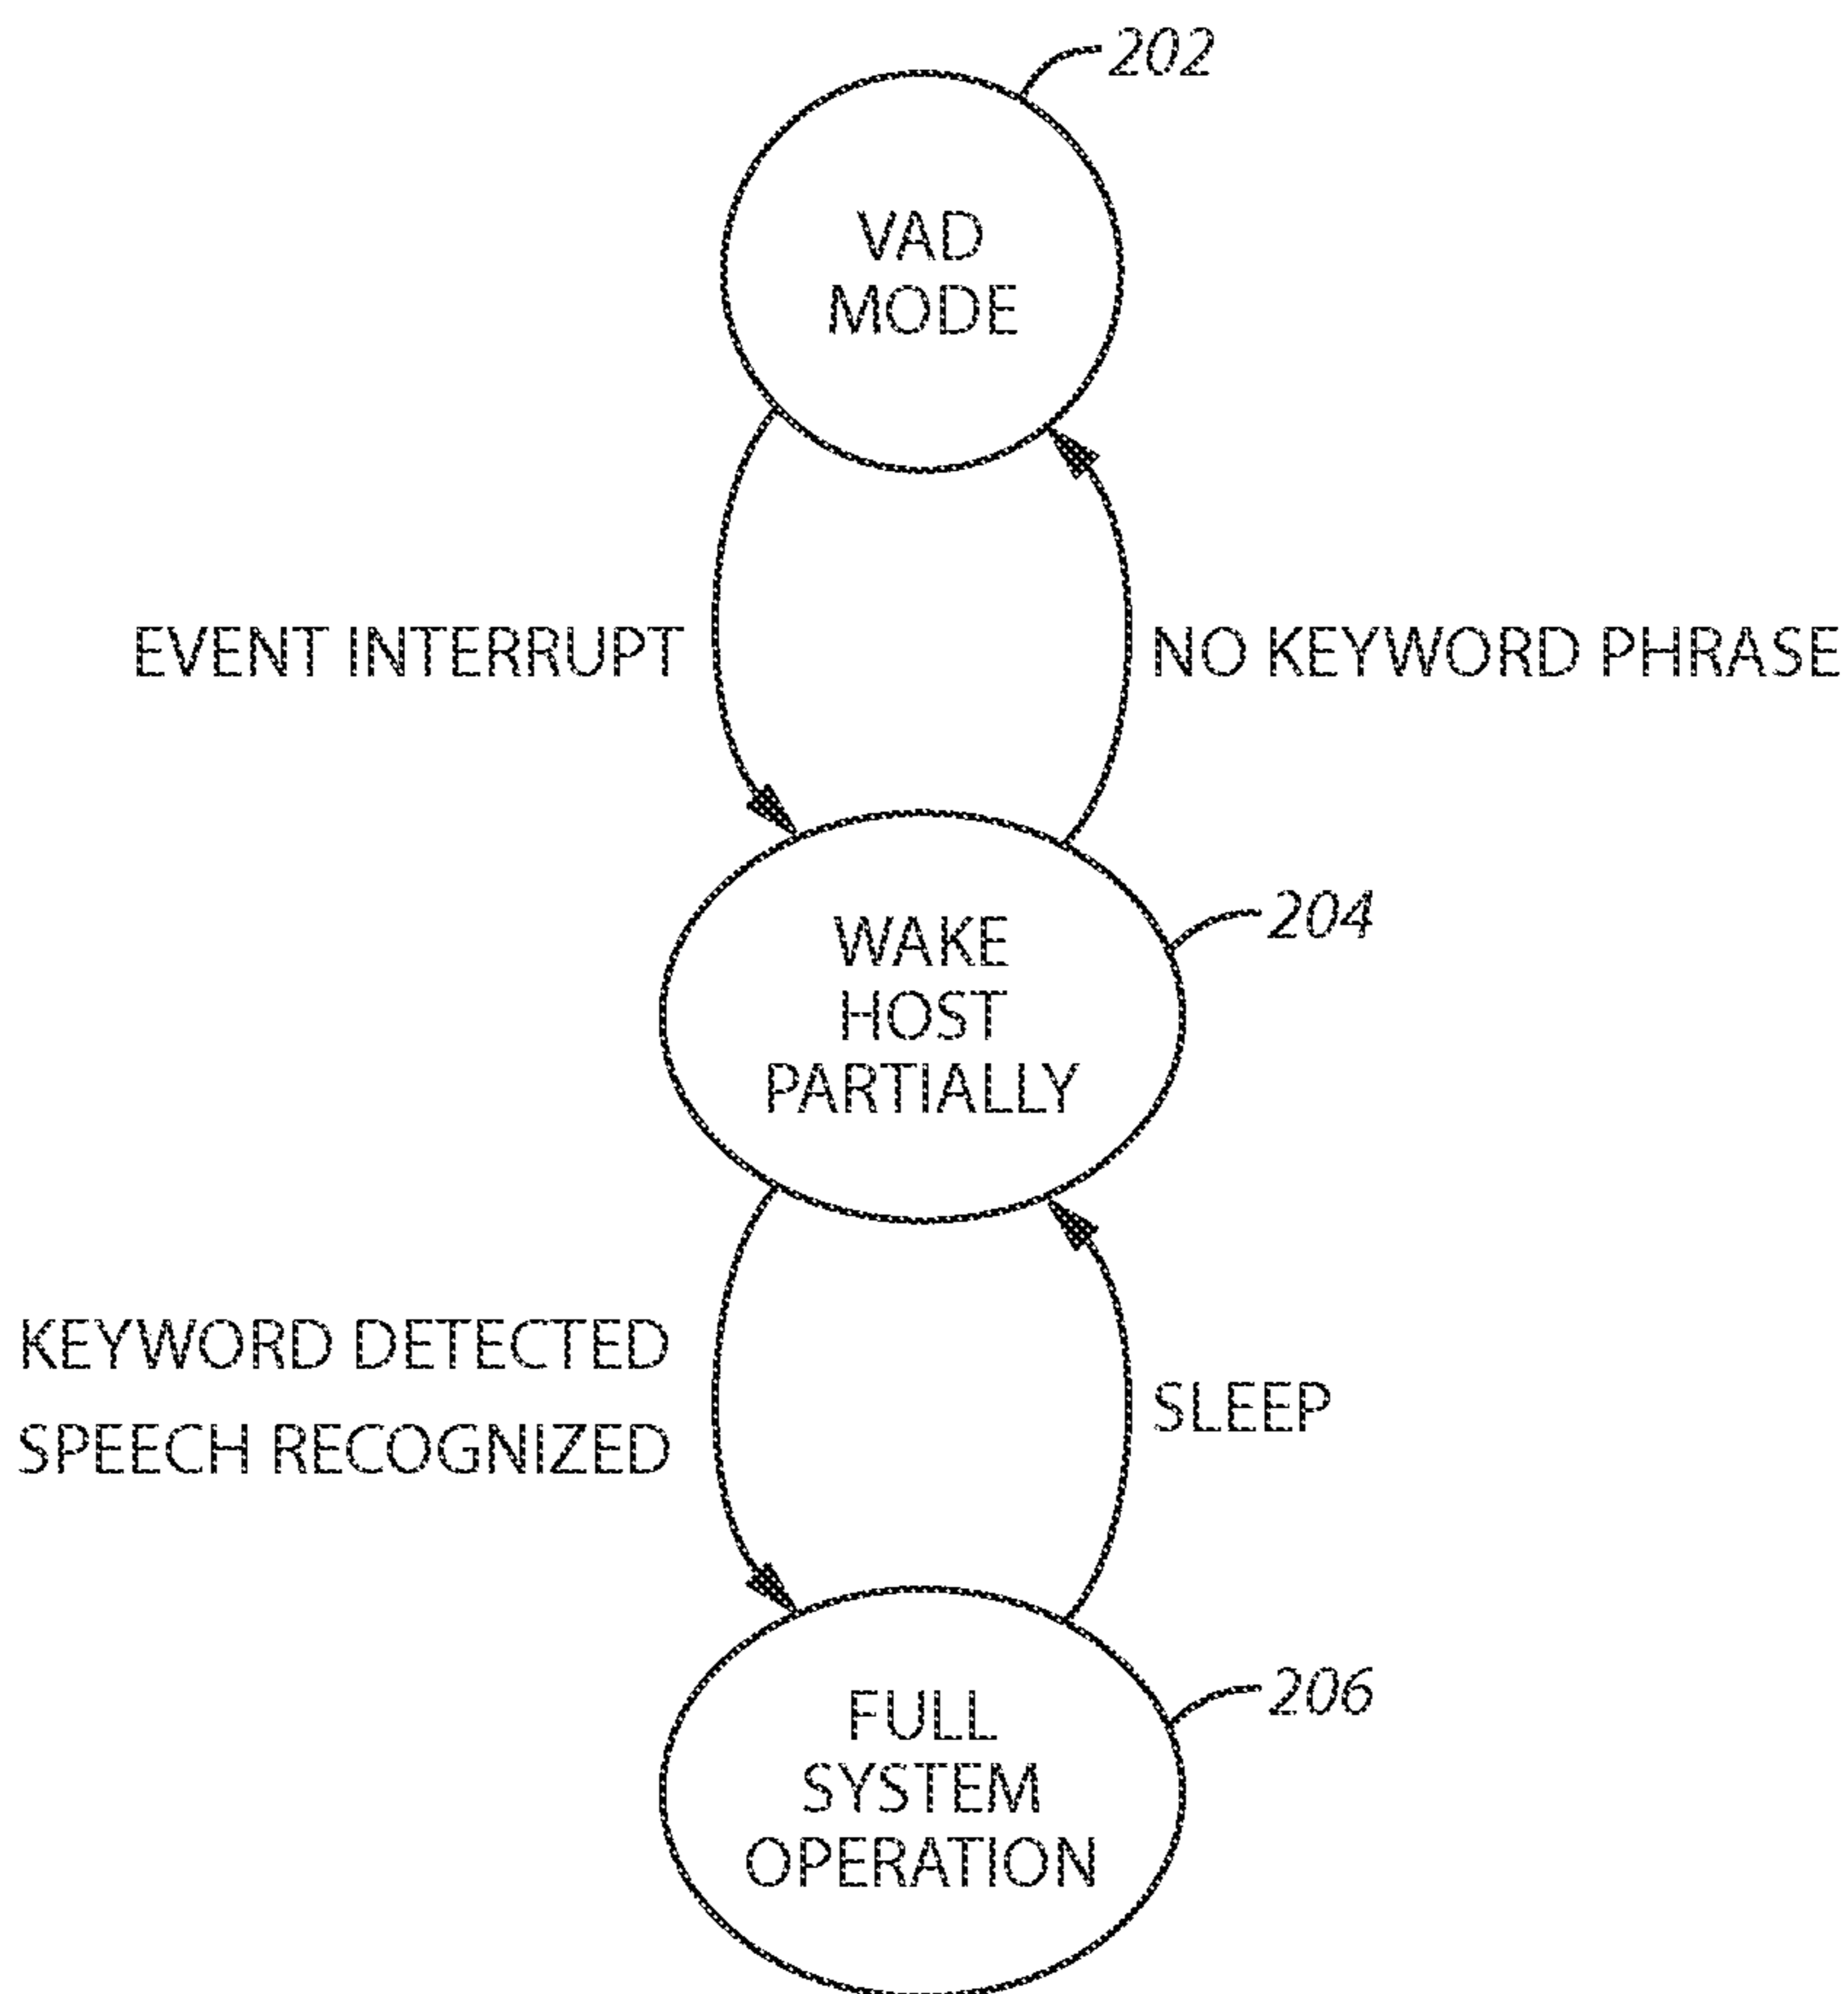 202
VAD
MODE
EVENT INTERRUPT
NO KEYWORD PHRASE
WAKE
HOST
PARTIALLY
204
KEYWORD DETECTED
SPEECH RECOGNIZED
SLEEP
FULL
SYSTEM
OPERATION
206